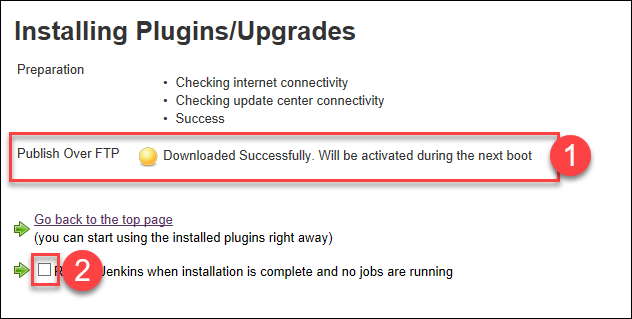 Installing Plugins/Upgrades
Preparation
• Checking internet connectivity
• Checking update center connectivity
• Success
Publish Over FTP Downloaded Successfully. Will be activated during the next boot 1
Go back to the top page
(you can start using the installed plugins right away)
2 Jenkins when installation is complete and no jobs are running